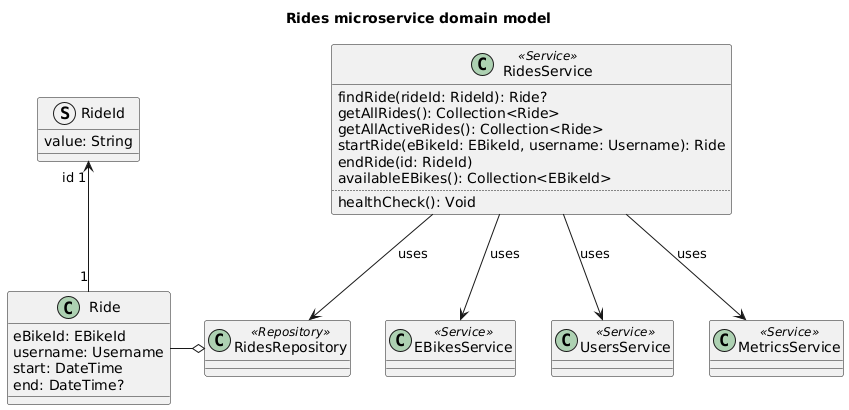 Rides microservice domain model
«Service»
C
RidesService
findRide(rideId: RideId): Ride?
getAllRides(): Collection<Ride>
getAllActiveRides(): Collection<Ride>
startRide(eBikeId: EBikeId, username: Username): Ride
endRide(id: RideId)
availableEBikes(): Collection<EBikeId>
healthCheck(): Void
S RideId
value: String
id 1
1
uses
uses
uses
uses
C Ride
eBikeId: EBikeId
username: Username
start: DateTime
end: DateTime?
«Repository»
C
RidesRepository
«Service»
C
EBikesService
«Service»
C
UsersService
«Service»
C
MetricsService